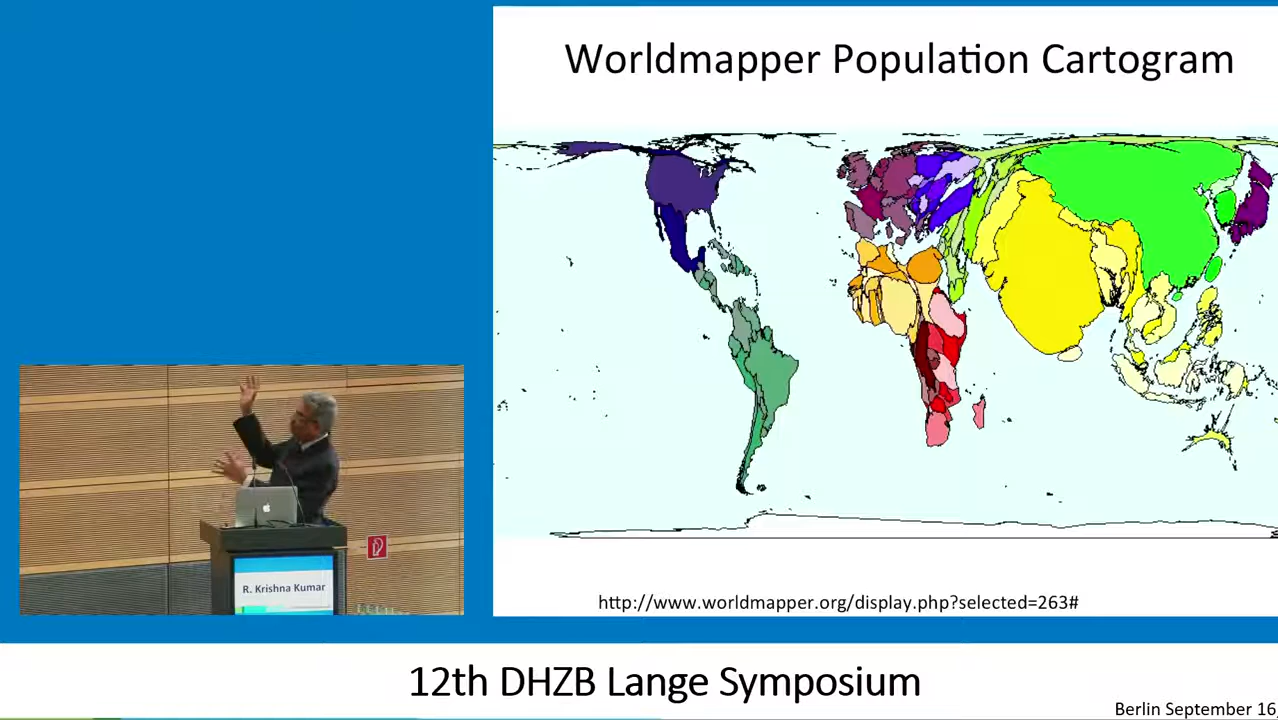 Worldmapper Population Cartogram
R. Krishna Kumar
http://www.worldmapper.org/display.php?selected=263#
12th DHZB Lange Symposium
Berlin September 16